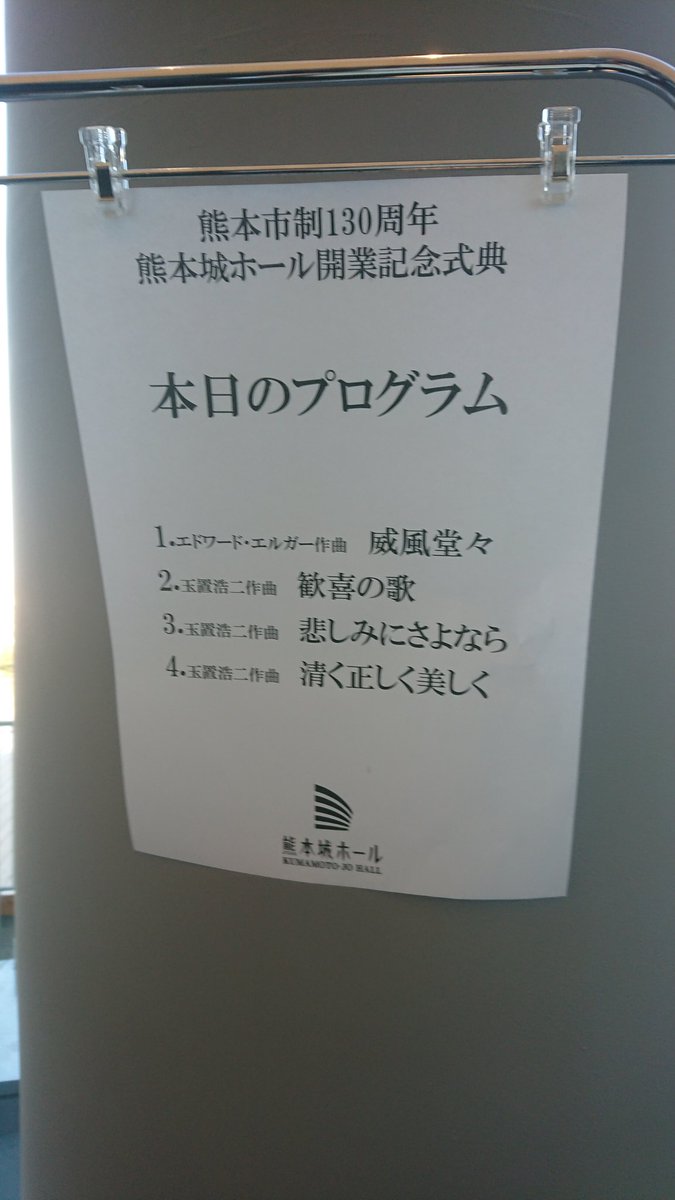 熊本市制130周年
熊本城ホール開業記念式典
本日のプログラム
1.エドワード・エルガー作曲 威風堂々
2.玉置浩二作曲 歓喜の歌
3.玉置浩二作曲 悲しみにさよなら
4.玉置浩二作曲 清く正しく美しく
熊本城ホール
KUMAMOTO-JO HALL